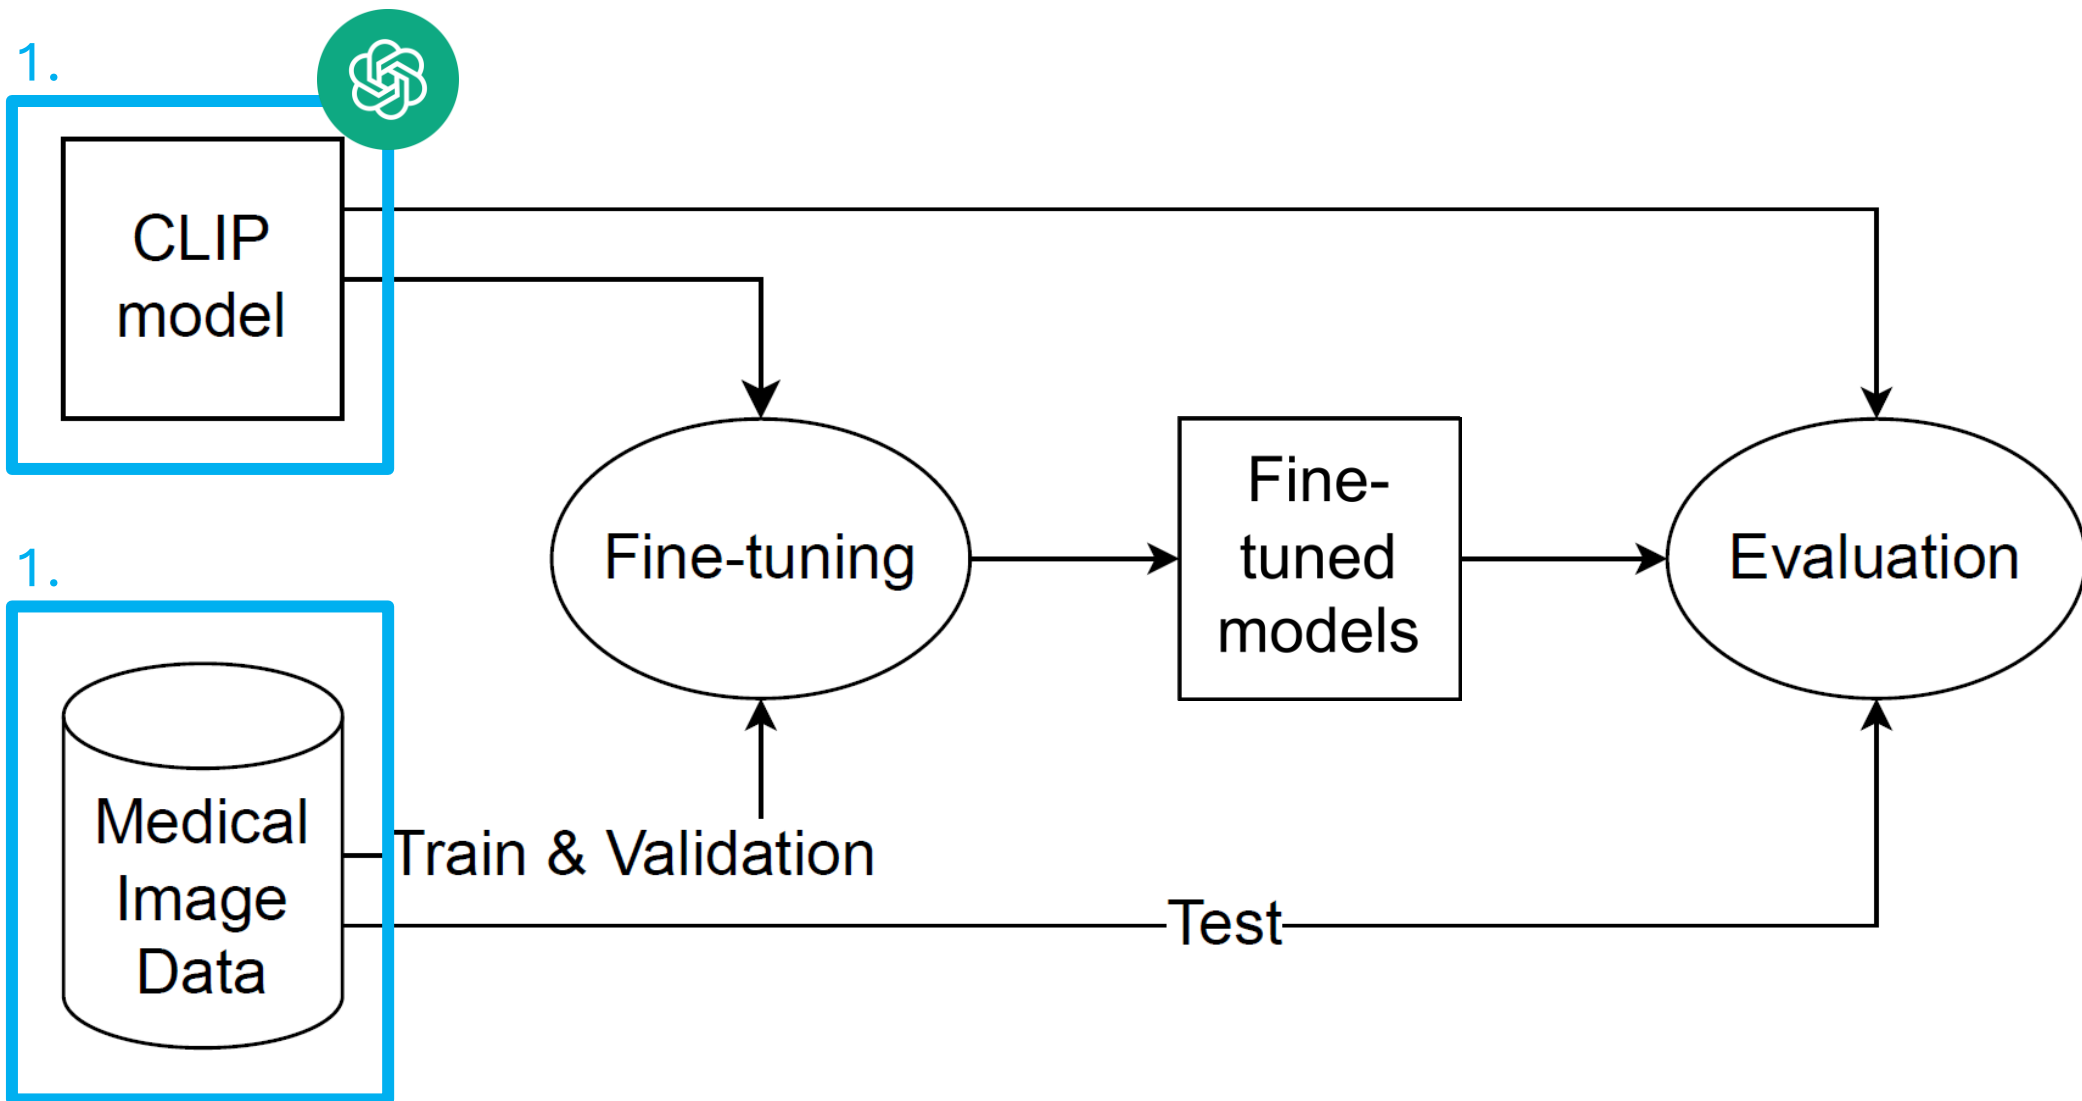 1.
CLIP
model
1.
Medical
Image
Data
Fine-tuning
Train & Validation
Test
Fine-
tuned
models
Evaluation